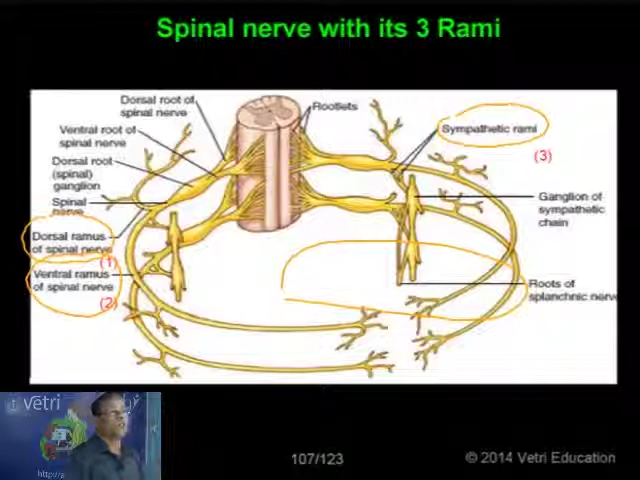 Spinal nerve with its 3 Rami
Dorsal root of
spinal nerve
Ventral root of
spinal nerve
Dorsal root
(spinal)
ganglion
Spinal
nerve
Dorsal ramus
of spinal nerve
(1)
Ventral ramus
of spinal nerve
(2)
Rootlets
Sympathetic rami
(3)
Ganglion of
sympathetic
chain
Roots of
splanchnic nerve
vetri
http:/
107/123
© 2014 Vetri Education